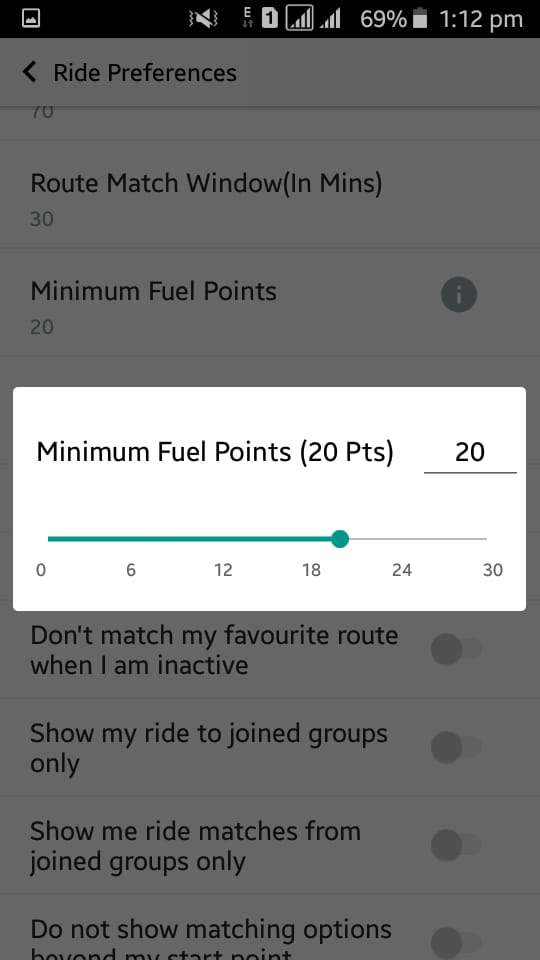 E 1 69% 1:12 pm
Ride Preferences
70
Route Match Window(In Mins)
30
Minimum Fuel Points
20
Minimum Fuel Points (20 Pts) 20
0 6 12 18 24 30
Don't match my favourite route
when I am inactive
Show my ride to joined groups
only
Show me ride matches from
joined groups only
Do not show matching options
beyond my start point